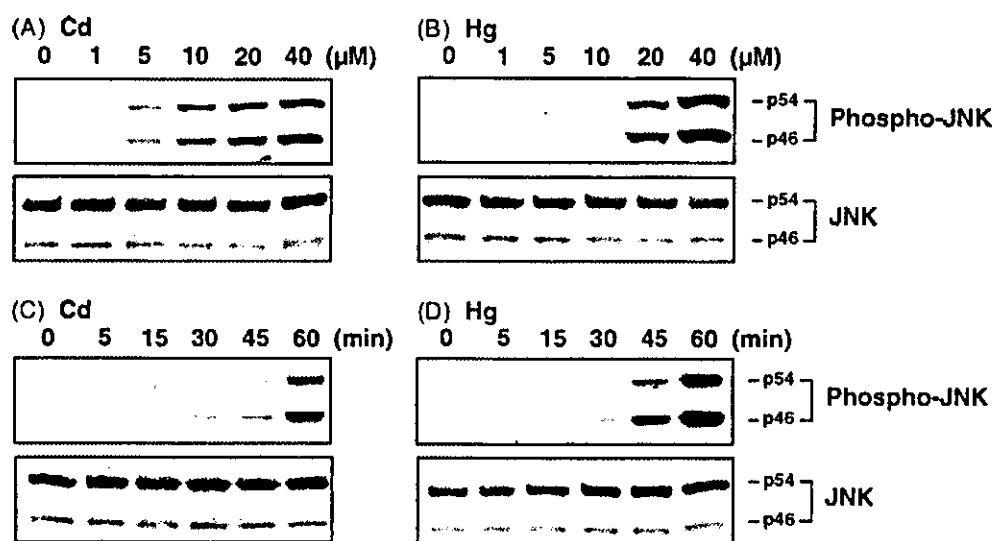 (A) Cd
0 1 5 10 20 40 (μM)
(B) Hg
0 1 5 10 20 40 (μM)
-p54
-p46
Phospho-JNK
-p54
-p46
JNK
(C) Cd
0 5 15 30 45 60 (min)
(D) Hg
0 5 15 30 45 60 (min)
-p54
-p46
Phospho-JNK
-p54
-p46
JNK